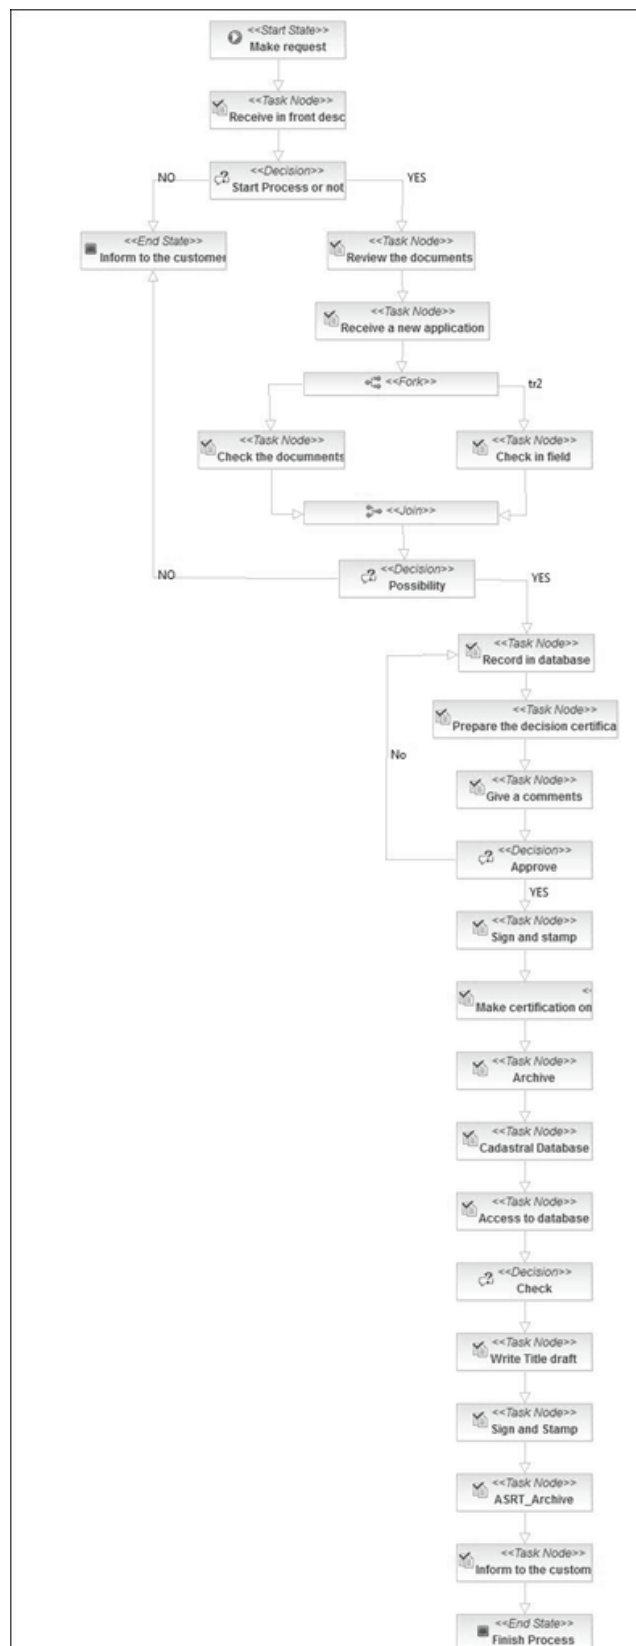 <<Start State>>
Make request
<<Task Node>>
Receive in front desc
<<Decision>>
Start Process or not
NO
YES
<<End State>>
Inform to the customer
<<Task Node>>
Review the documents
<<Task Node>>
Receive a new application
<<Fork>>
tr2
<<Task Node>>
Check the documnents
<<Task Node>>
Check in field
<<Join>>
<<Decision>>
Possibility
NO
YES
<<Task Node>>
Record in database
<<Task Node>>
Prepare the decision certifica
No
<<Task Node>>
Give a comments
<<Decision>>
Approve
YES
<<Task Node>>
Sign and stamp
<
Make certification on
<<Task Node>>
Archive
<<Task Node>>
Cadastral Database
<<Task Node>>
Access to database
<<Decision>>
Check
<<Task Node>>
Write Title draft
<<Task Node>>
Sign and Stamp
<<Task Node>>
ASRT_Archive
<<Task Node>>
Inform to the custom
<<End State>>
Finish Process